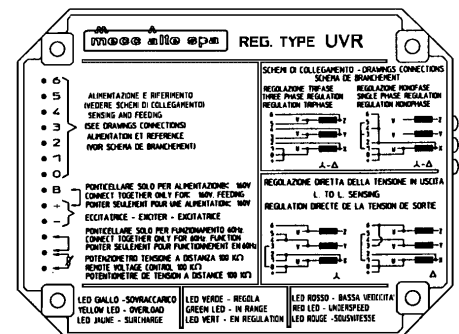 mecc alte spa
REG. TYPE UVR
6
5
4
3
2
1
0
B
+
-
ALIMENTAZIONE E RIFERIMENTO
(VEDERE SCHEMI DI COLLEGAMENTO)
SENSING AND FEEDING
(SEE DRAWINGS CONNECTIONS)
ALIMENTATION ET REFERENCE
(VOIR SCHEMA DE BRANCHEMENT)
PONTICELLARE SOLO PER ALIMENTAZIONE: 160V
CONNECT TOGETHER ONLY FOR: 160V. FEEDING
PONTER SEULEMENT POUR UNE ALIMENTATION: 160V
ECCITATRICE - EXCITER - EXCITATRICE
PONTICELLARE SOLO PER FUNZIONAMENTO 60Hz
CONNECT TOGETHER ONLY FOR 60Hz FUNCTION
PONTER SEULEMENT POUR FUNCTIONEMENT EN 60Hz
POTENZIOMETRO TENSIONE A DISTANZA 100 KΩ
REMOTE VOLTAGE CONTROL 100 KΩ
POTENTIOMETRE DE TENSION A DISTANCE 100 KΩ
SCHEMI DI COLLEGAMENTO - DRAWINGS CONNECTIONS
SCHEMA DE BRANCHEMENT
REGOLAZIONE TRIFASE
THREE PHASE REGULATION
REGULATION TRIPHASE
REGOLAZIONE MONOFASE
SINGLE PHASE REGULATION
REGULATION MONOPHASE
REGOLAZIONE DIRETTA DELLA TENSIONE IN USCITA
L. TO L. SENSING
REGULATION DIRECTE DE LA TENSION DE SORTIE
LED GIALLO -SOVRACCARICO
YELLOW LED - OVERLOAD
LED JAUNE - SURCHARGE
LED VERDE - REGOLA
GREEN LED - IN RANGE
LED VERT - EN REGULATION
LED ROSSO - BASSA VELOCITA'
RED LED - UNDERSPEED
LED ROUGE -SOUSVITESSE